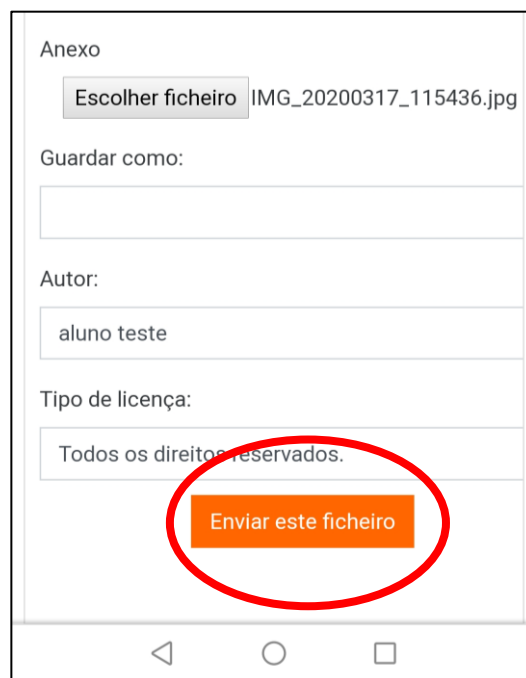 Anexo
Escolher ficheiro IMG_20200317_115436.jpg
Guardar como:
Autor:
aluno teste
Tipo de licença:
Todos os direitos reservados.
Enviar este ficheiro